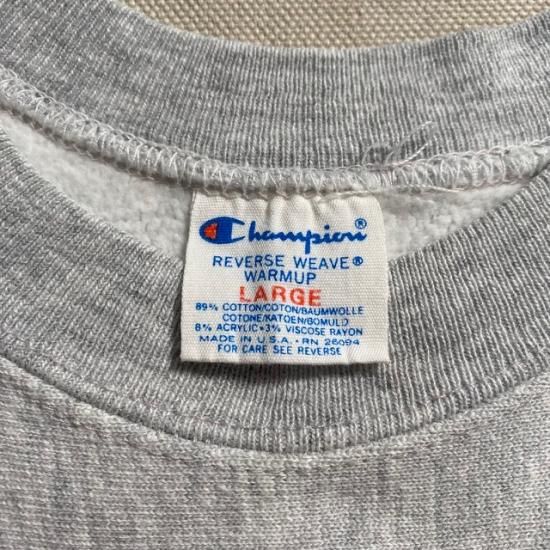 Champion®
REVERSE WEAVE®
WARMUP
LARGE
89% COTTON/COTON/BAUMWOLLE
COTONE/KATOEN/BOMULD
8% ACRYLIC • 3% VISCOSE RAYON
MADE IN U.S.A. • RN 26094
FOR CARE SEE REVERSE